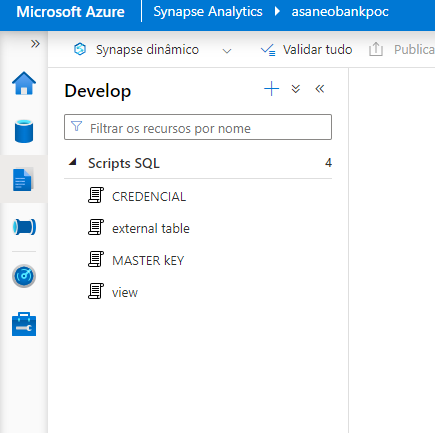 Microsoft Azure Synapse Analytics asaneobankpoc
Synapse dinâmico Validar tudo Publica
Develop
Filtrar os recursos por nome
Scripts SQL 4
CREDENCIAL
external table
MASTER kEY
view